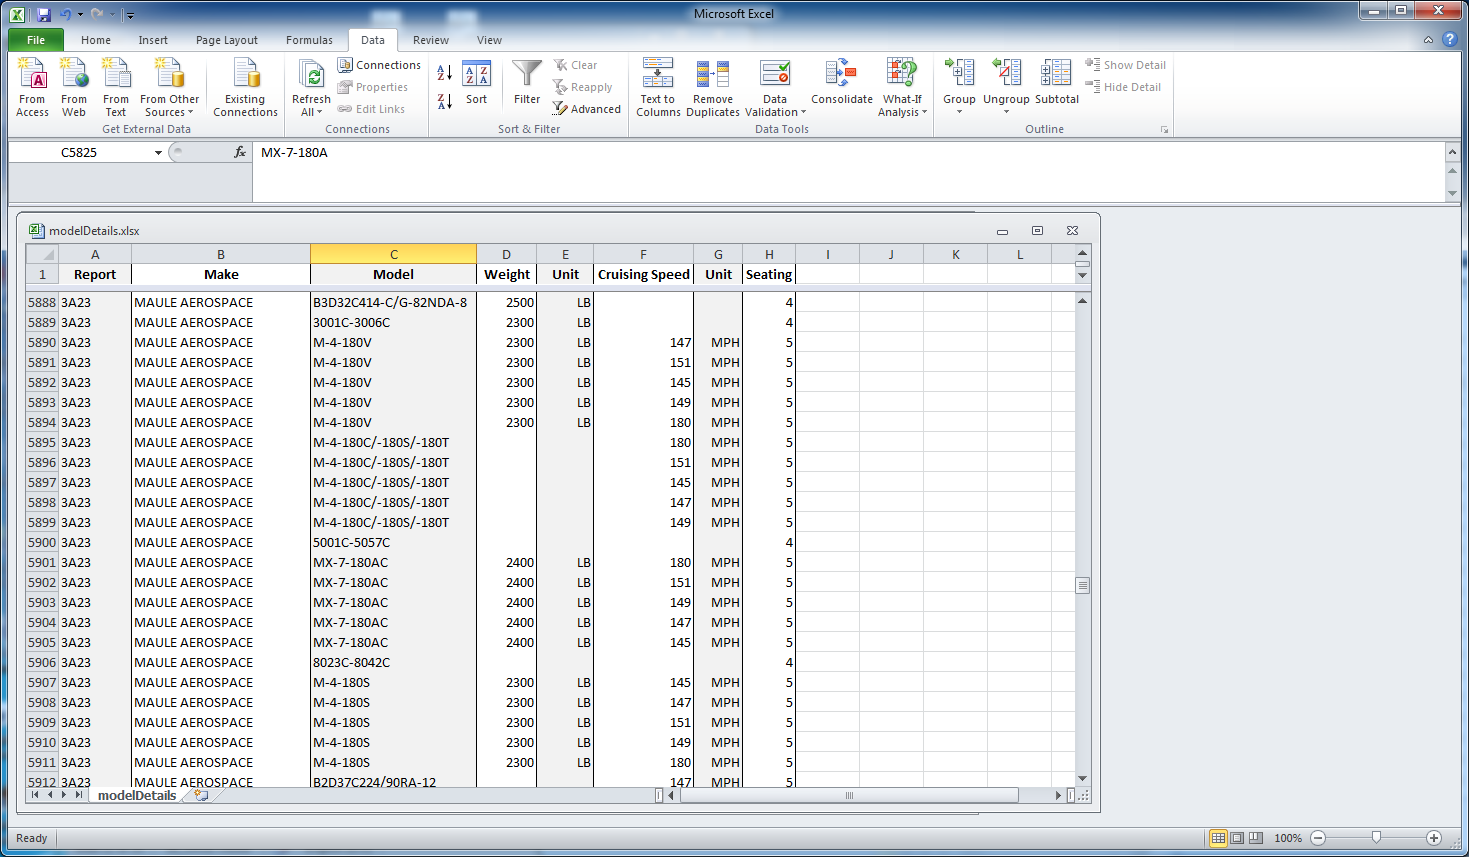 Microsoft Excel
File Home Insert Page Layout Formulas Data Review View
From Access
From Web
From Text
From Other Sources
Existing Connections
Get External Data
Refresh All
Connections
Properties
Edit Links
Connections
Sort
Filter
Clear
Reapply
Advanced
Sort & Filter
Text to Columns
Remove Duplicates
Data Validation
Consolidate
What-If Analysis
Data Tools
Group
Ungroup
Subtotal
Show Detail
Hide Detail
Outline
C5825 fx MX-7-180A
modelDetails.xlsx
A B C D E F G H I J K L
1 Report Make Model Weight Unit Cruising Speed Unit Seating
5888 3A23 MAULE AEROSPACE B3D32C414-C/G-82NDA-8 2500 LB 4
5889 3A23 MAULE AEROSPACE 3001C-3006C 2300 LB 4
5890 3A23 MAULE AEROSPACE M-4-180V 2300 LB 147 MPH 5
5891 3A23 MAULE AEROSPACE M-4-180V 2300 LB 151 MPH 5
5892 3A23 MAULE AEROSPACE M-4-180V 2300 LB 145 MPH 5
5893 3A23 MAULE AEROSPACE M-4-180V 2300 LB 149 MPH 5
5894 3A23 MAULE AEROSPACE M-4-180V 2300 LB 180 MPH 5
5895 3A23 MAULE AEROSPACE M-4-180C/-180S/-180T 180 MPH 5
5896 3A23 MAULE AEROSPACE M-4-180C/-180S/-180T 151 MPH 5
5897 3A23 MAULE AEROSPACE M-4-180C/-180S/-180T 145 MPH 5
5898 3A23 MAULE AEROSPACE M-4-180C/-180S/-180T 147 MPH 5
5899 3A23 MAULE AEROSPACE M-4-180C/-180S/-180T 149 MPH 5
5900 3A23 MAULE AEROSPACE 5001C-5057C 4
5901 3A23 MAULE AEROSPACE MX-7-180AC 2400 LB 180 MPH 5
5902 3A23 MAULE AEROSPACE MX-7-180AC 2400 LB 151 MPH 5
5903 3A23 MAULE AEROSPACE MX-7-180AC 2400 LB 149 MPH 5
5904 3A23 MAULE AEROSPACE MX-7-180AC 2400 LB 147 MPH 5
5905 3A23 MAULE AEROSPACE MX-7-180AC 2400 LB 145 MPH 5
5906 3A23 MAULE AEROSPACE 8023C-8042C 4
5907 3A23 MAULE AEROSPACE M-4-180S 2300 LB 145 MPH 5
5908 3A23 MAULE AEROSPACE M-4-180S 2300 LB 147 MPH 5
5909 3A23 MAULE AEROSPACE M-4-180S 2300 LB 151 MPH 5
5910 3A23 MAULE AEROSPACE M-4-180S 2300 LB 149 MPH 5
5911 3A23 MAULE AEROSPACE M-4-180S 2300 LB 180 MPH 5
5912 3A23 MAULE AEROSPACE B2D37C224/90RA-12 147 MPH 5
modelDetails
Ready 100%